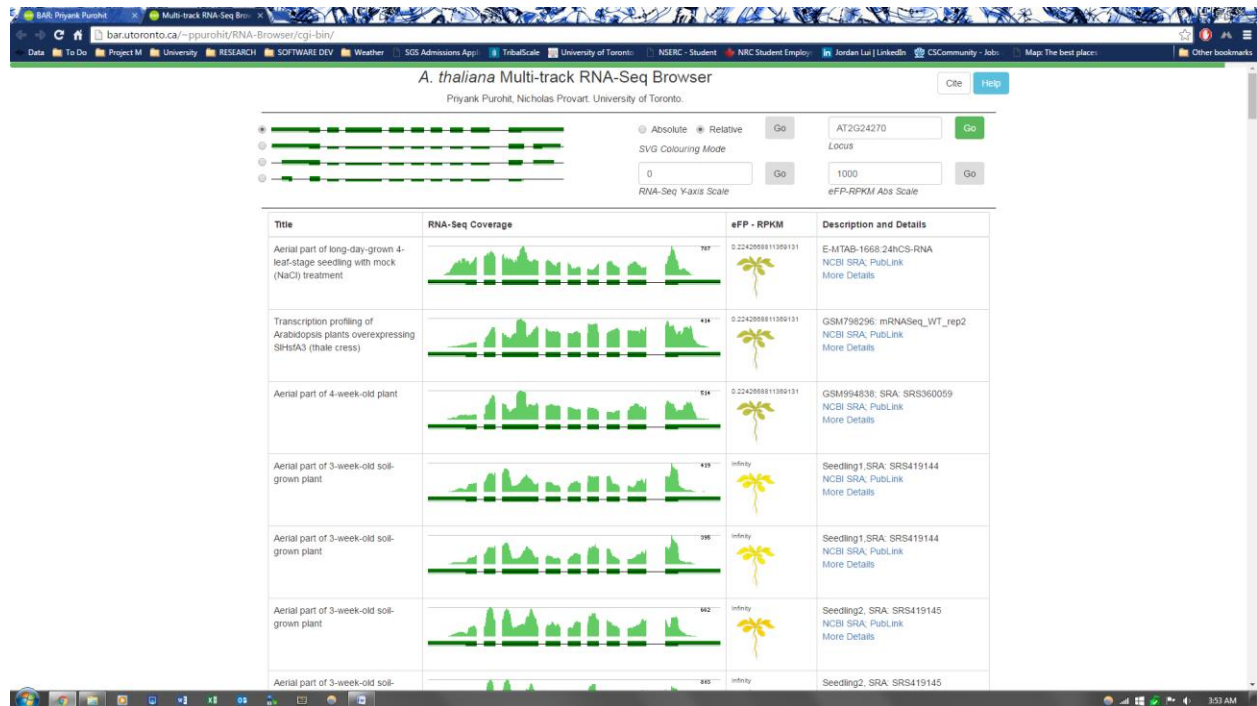 BAR: Priyank Purohit
Multi-track RNA-Seq Brow
bar.utoronto.ca/~ppurohit/RNA-Browser/cgi-bin/
Data To Do Project M University RESEARCH SOFTWARE DEV Weather SGS Admissions Appli TribalScale University of Toronto NSERC - Student NRC Student Employ Jordan Lui | LinkedIn CSCommunity - Jobs Map: The best places Other bookmarks
A. thaliana Multi-track RNA-Seq Browser
Cite Help
Priyank Purohit, Nicholas Provart. University of Toronto.
Absolute Relative Go AT2G24270 Go
SVG Colouring Mode Locus
0 Go 1000 Go
RNA-Seq Y-axis Scale eFP-RPKM Abs Scale
Title RNA-Seq Coverage eFP - RPKM Description and Details
Aerial part of long-day-grown 4-
leaf-stage seedling with mock
(NaCl) treatment
E-MTAB-1668:24hCS-RNA
NCBI SRA; PubLink
More Details
Transcription profiling of
Arabidopsis plants overexpressing
SlHsfA3 (thale cress)
GSM798296: mRNASeq_WT_rep2
NCBI SRA; PubLink
More Details
Aerial part of 4-week-old plant
GSM994838; SRA: SRS360059
NCBI SRA; PubLink
More Details
Aerial part of 3-week-old soil-
grown plant
Infinity
Seedling1,SRA: SRS419144
NCBI SRA; PubLink
More Details
Aerial part of 3-week-old soil-
grown plant
Infinity
Seedling1,SRA: SRS419144
NCBI SRA; PubLink
More Details
Aerial part of 3-week-old soil-
grown plant
Infinity
Seedling2, SRA: SRS419145
NCBI SRA; PubLink
More Details
Aerial part of 3-week-old soil-
Infinity
Seedling2, SRA: SRS419145
3:53 AM